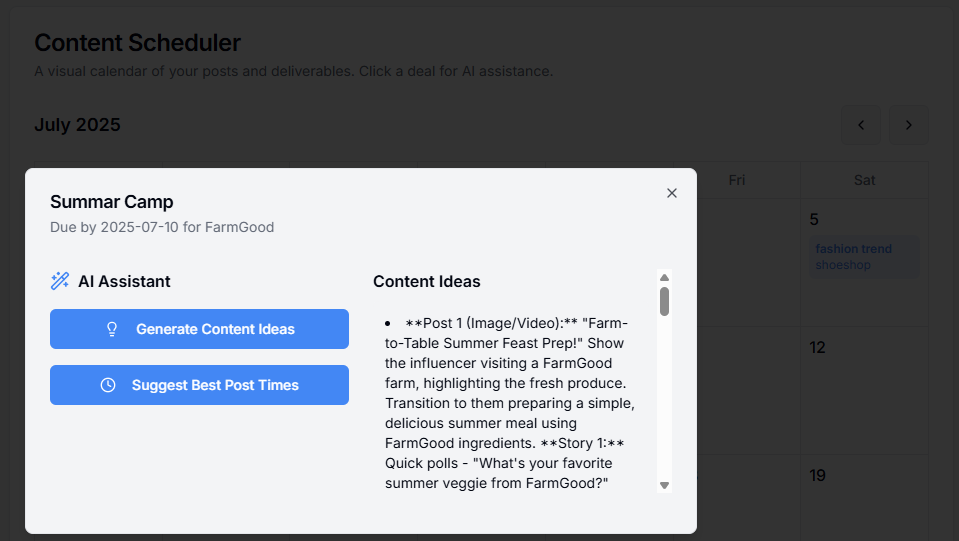 Content Scheduler
A visual calendar of your posts and deliverables. Click a deal for AI assistance.
July 2025
Fri
Sat
5
fashion trend
shoeshop
12
19
Summar Camp
Due by 2025-07-10 for FarmGood
AI Assistant
Generate Content Ideas
Suggest Best Post Times
Content Ideas
• **Post 1 (Image/Video):** "Farm-
to-Table Summer Feast Prep!" Show
the influencer visiting a FarmGood
farm, highlighting the fresh produce.
Transition to them preparing a simple,
delicious summer meal using
FarmGood ingredients. **Story 1:**
Quick polls - "What's your favorite
summer veggie from FarmGood?"